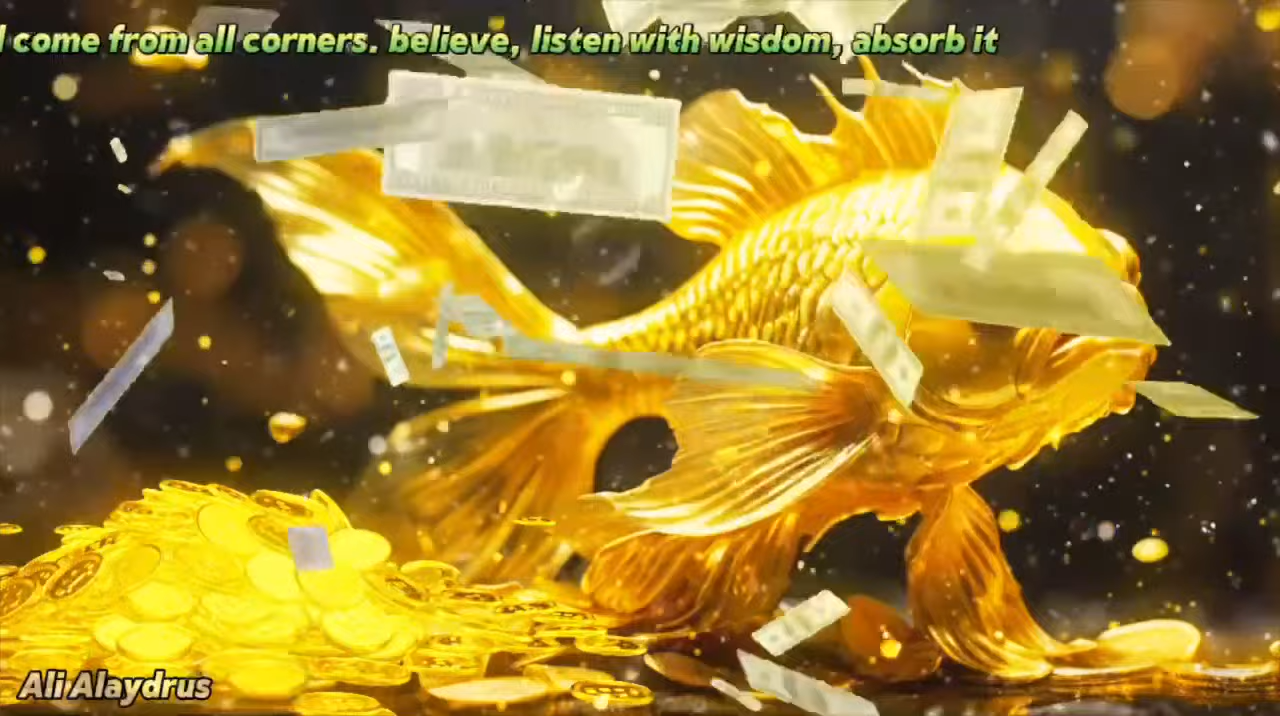 come from all corners. believe, listen with wisdom, absorb it
Ali Alaydrus